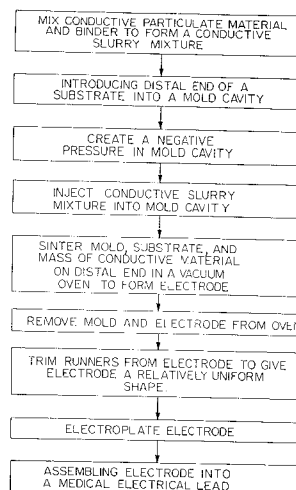 MIX CONDUCTIVE PARTICULATE MATERIAL
AND BINDER TO FORM A CONDUCTIVE
SLURRY MIXTURE
INTRODUCING DISTAL END OF A
SUBSTRATE INTO A MOLD CAVITY
CREATE A NEGATIVE
PRESSURE IN MOLD CAVITY
INJECT CONDUCTIVE SLURRY
MIXTURE INTO MOLD CAVITY
SINTER MOLD, SUBSTRATE, AND
MASS OF CONDUCTIVE MATERIAL
ON DISTAL END IN A VACUUM
OVEN TO FORM ELECTRODE
REMOVE MOLD AND ELECTRODE FROM OVEN
TRIM RUNNERS FROM ELECTRODE TO GIVE
ELECTRODE A RELATIVELY UNIFORM
SHAPE.
ELECTROPLATE ELECTRODE
ASSEMBLING ELECTRODE INTO
A MEDICAL ELECTRICAL LEAD